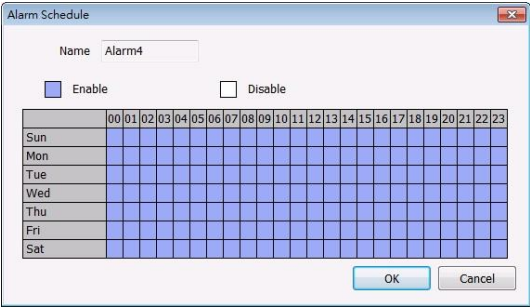 Alarm Schedule
Name Alarm4
Enable Disable
00 01 02 03 04 05 06 07 08 09 10 11 12 13 14 15 16 17 18 19 20 21 22 23
Sun
Mon
Tue
Wed
Thu
Fri
Sat
OK Cancel